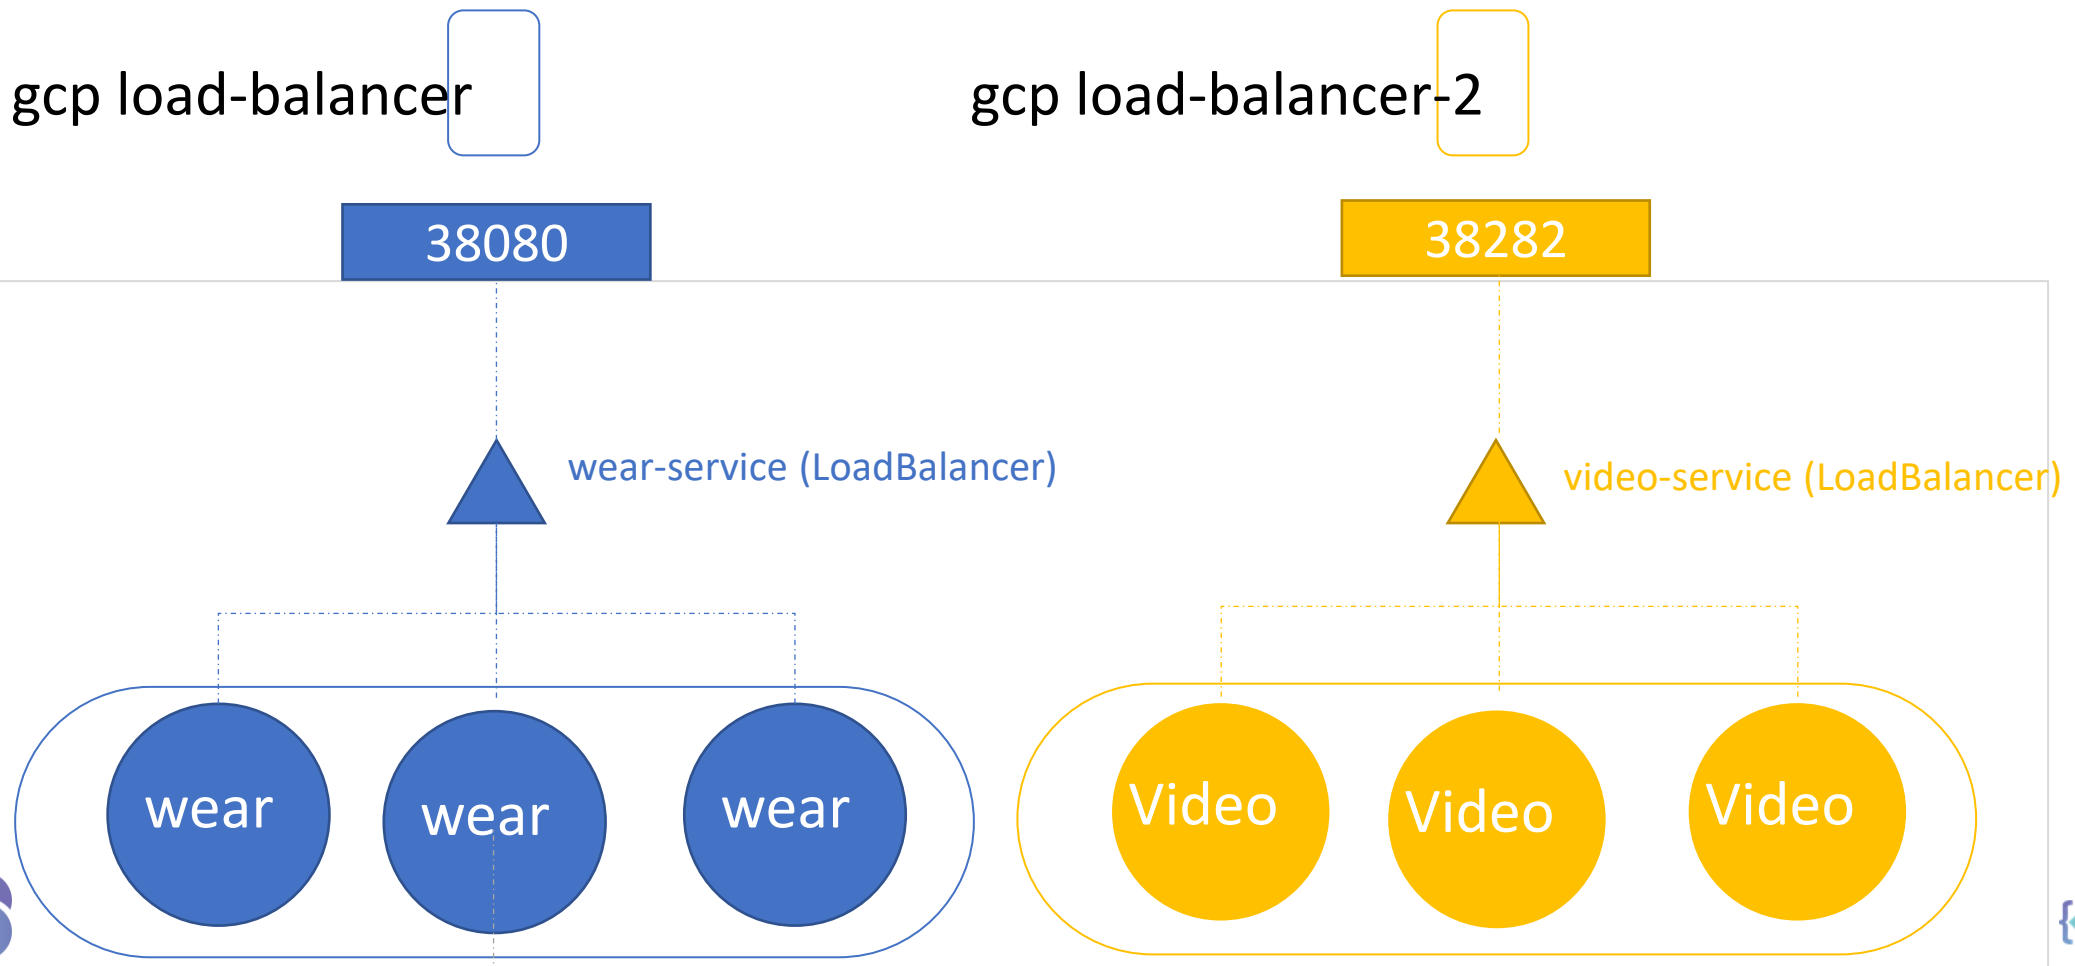 gcp load-balancer
gcp load-balancer-2
38080
38282
wear-service (LoadBalancer)
video-service (LoadBalancer)
wear
wear
wear
Video
Video
Video
{